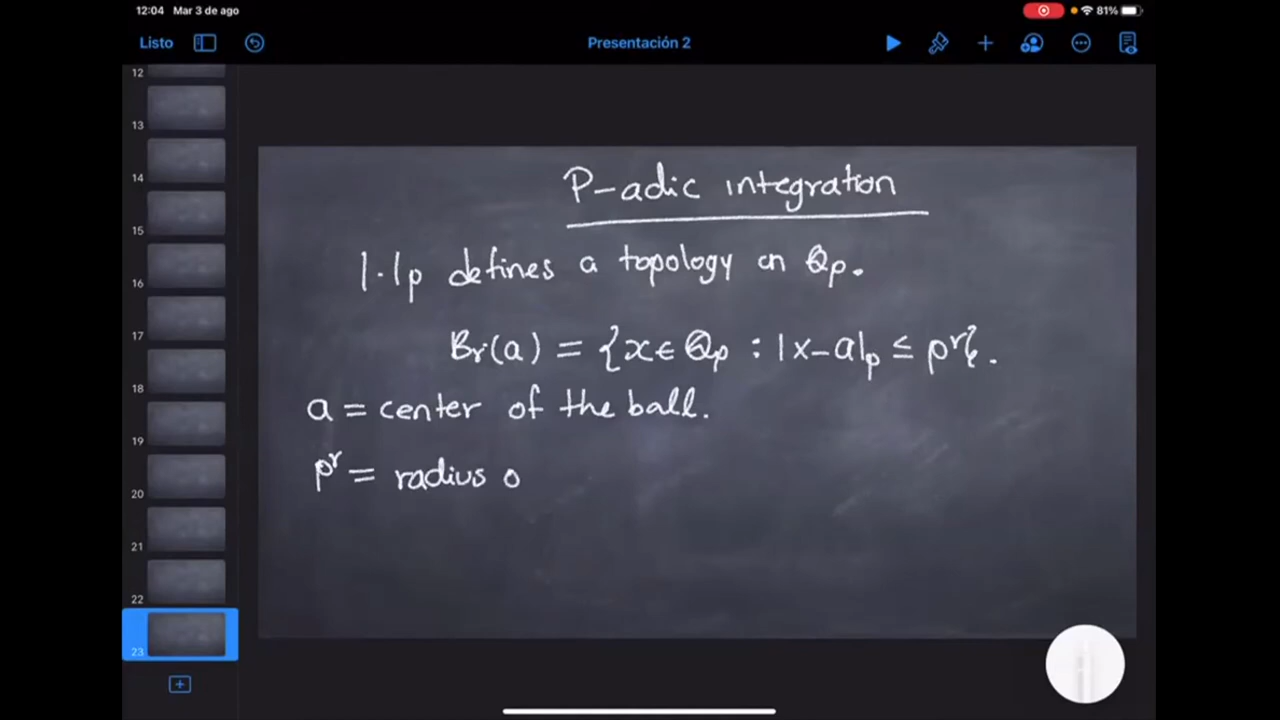 12:04 Mar 3 de ago 81%
Listo Presentación 2
12
13
14
15
16
17
18
19
20
21
22
23
P-adic integration
|·|p defines a topology on Qp.
Br(a) = {x ∈ Qp : |x-a|p ≤ p^r}.
a = center of the ball.
p^r = radius o